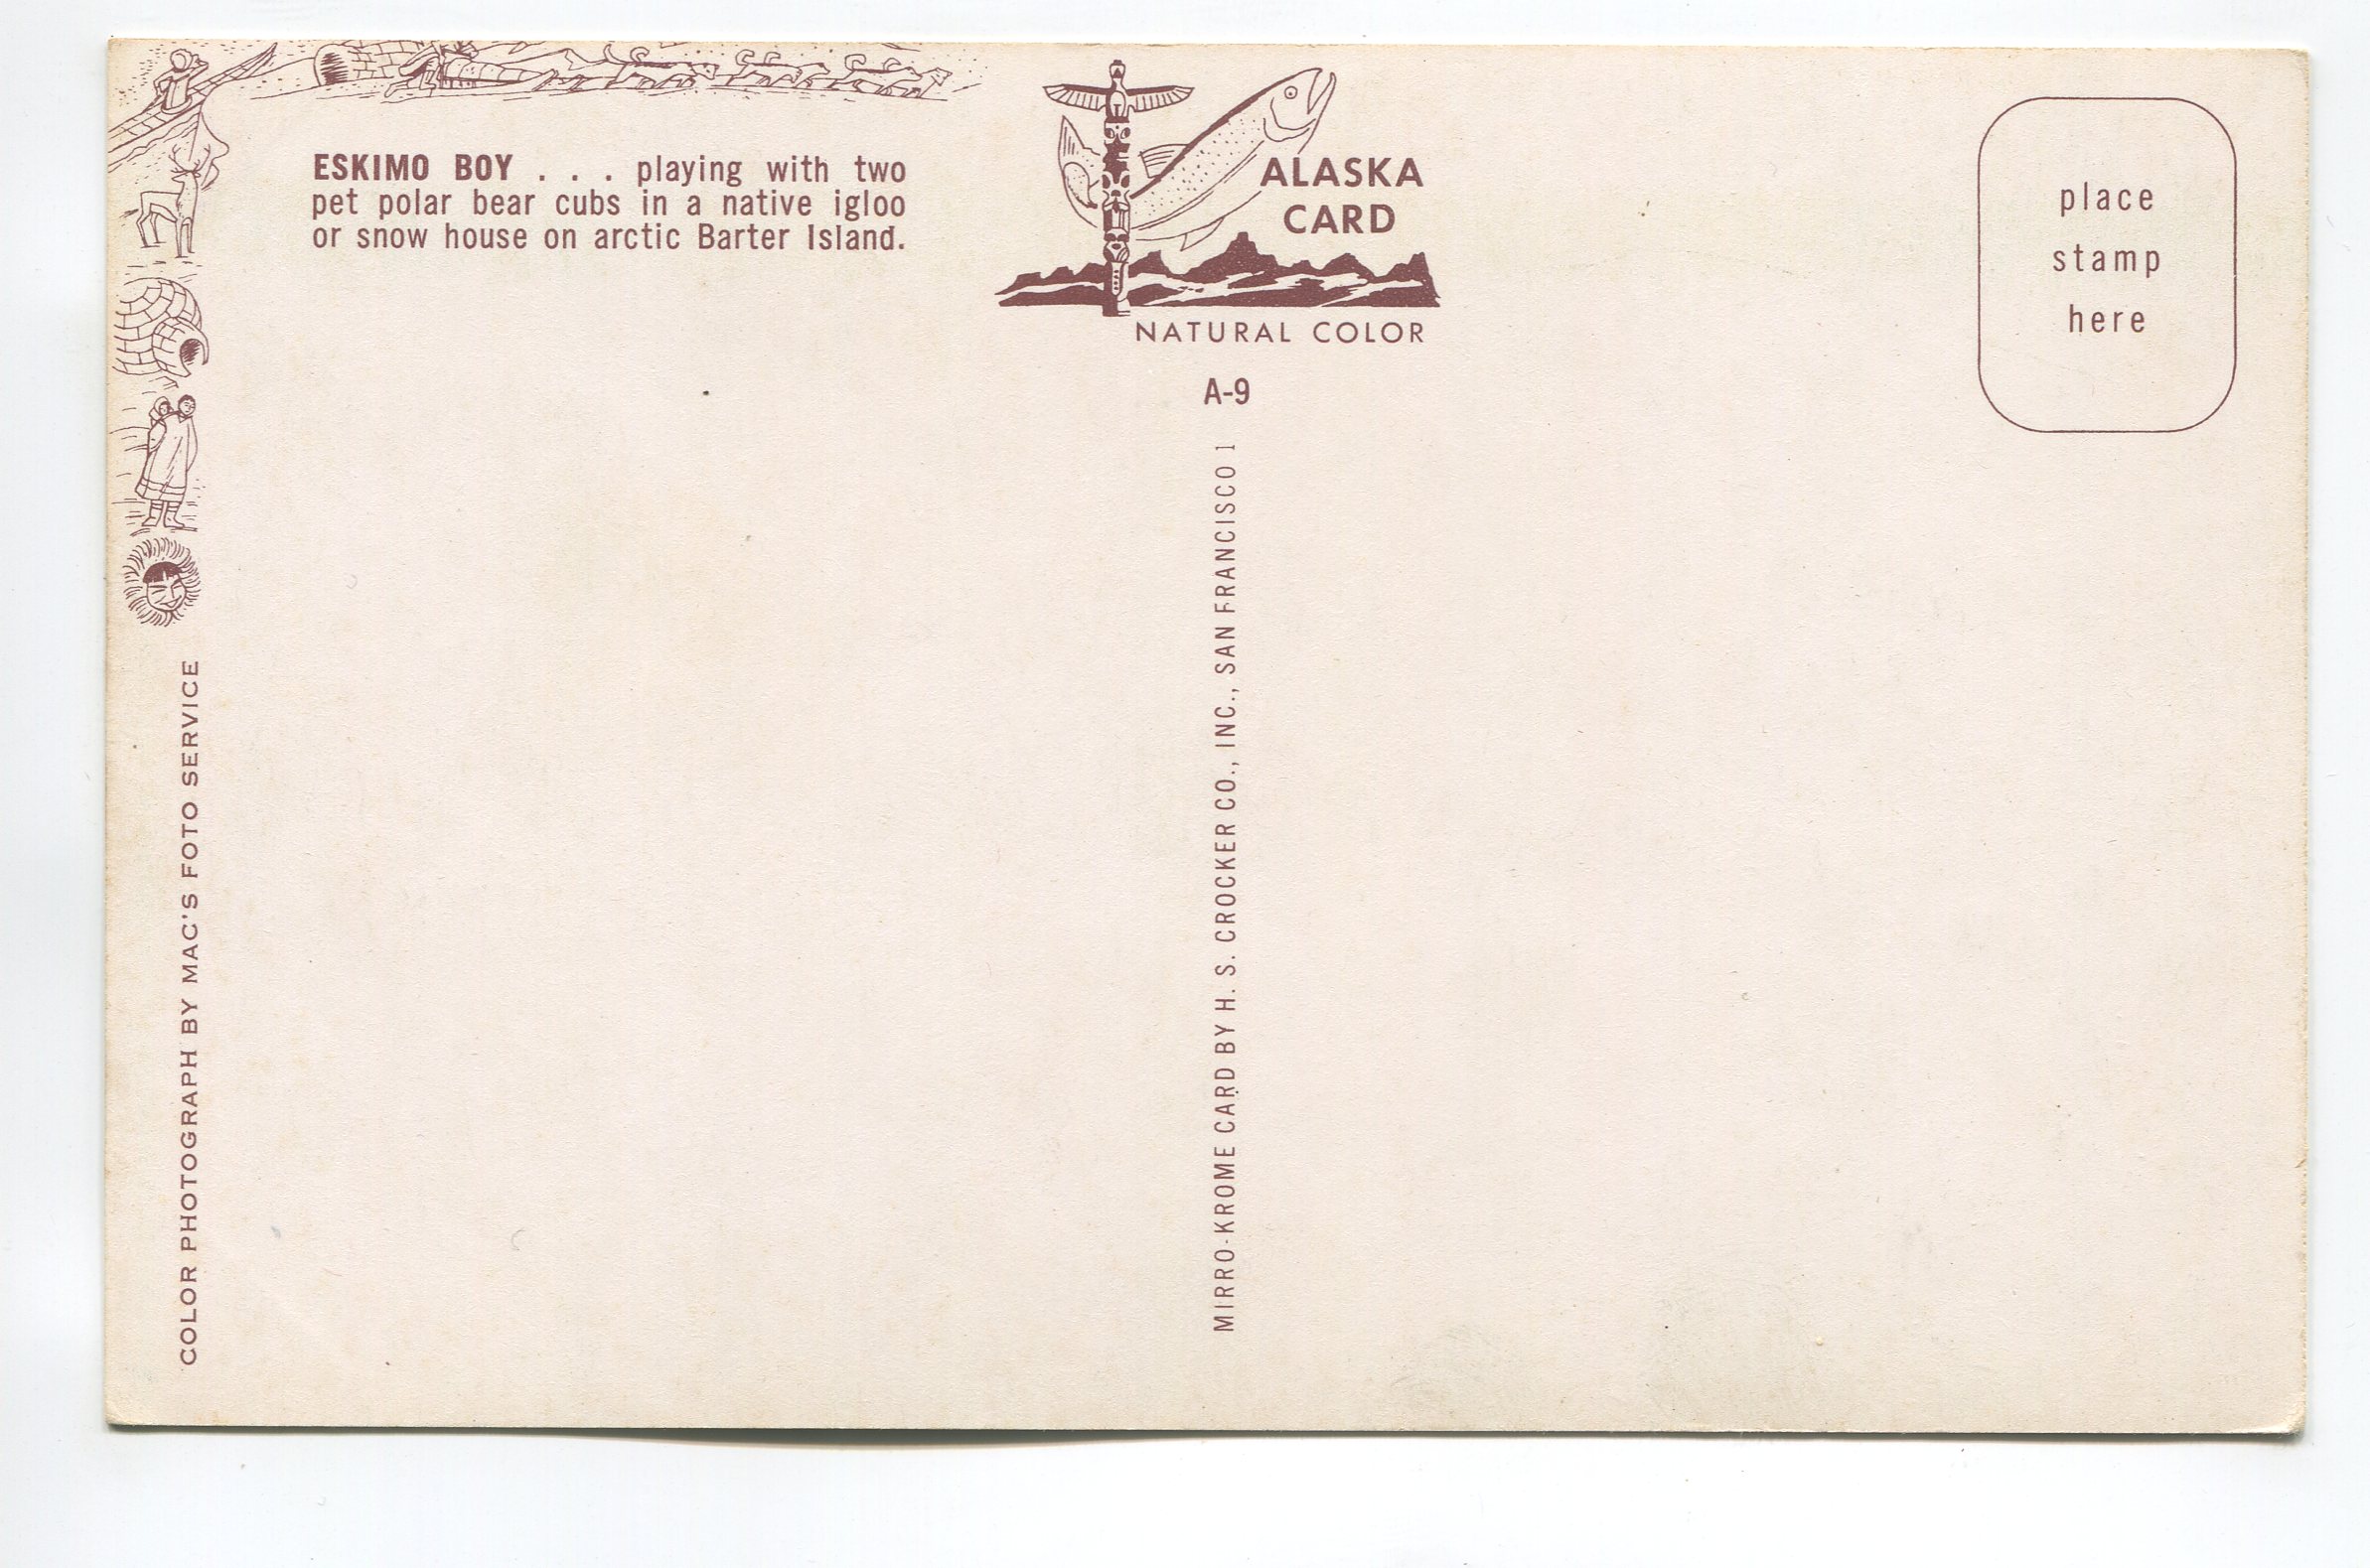 ESKIMO BOY . . . playing with two
pet polar bear cubs in a native igloo
or snow house on arctic Barter Island.
ALASKA
CARD
NATURAL COLOR
A-9
place
stamp
here
COLOR PHOTOGRAPH BY MAC'S FOTO SERVICE
MIRRO-KROME CARD BY H. S. CROCKER CO., INC., SAN FRANCISCO 1